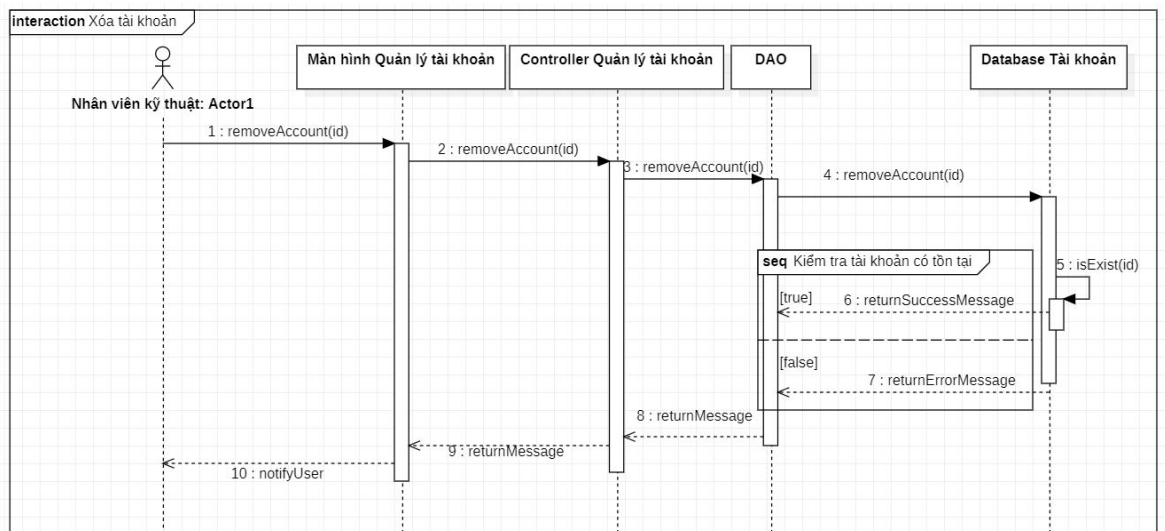 interaction Xóa tài khoản
Nhân viên kỹ thuật: Actor1
Màn hình Quản lý tài khoản
Controller Quản lý tài khoản
DAO
Database Tài khoản
1 : removeAccount(id)
2 : removeAccount(id)
3 : removeAccount(id)
4 : removeAccount(id)
seq Kiểm tra tài khoản có tồn tại
5 : isExist(id)
[true]
6 : returnSuccessMessage
[false]
7 : returnErrorMessage
8 : returnMessage
9 : returnMessage
10 : notifyUser